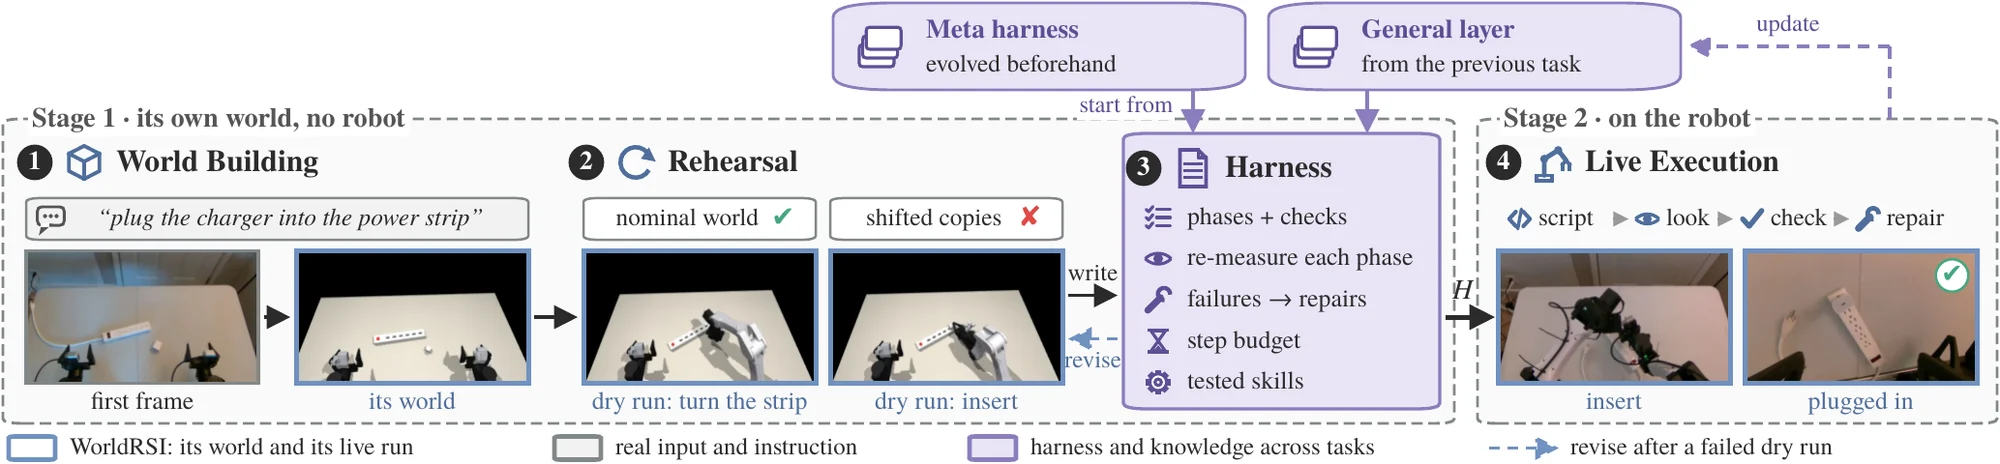 Meta harness
evolved beforehand
General layer
from the previous task
update
start from
Stage 1 · its own world, no robot
Stage 2 · on the robot
1 World Building
“plug the charger into the power strip”
first frame
its world
2 Rehearsal
nominal world ✔
shifted copies ✘
dry run: turn the strip
dry run: insert
write
revise
3 Harness
phases + checks
re-measure each phase
failures → repairs
step budget
tested skills
H
4 Live Execution
script ▶ look ▶ check ▶ repair
insert
plugged in
WorldRSI: its world and its live run
real input and instruction
harness and knowledge across tasks
revise after a failed dry run